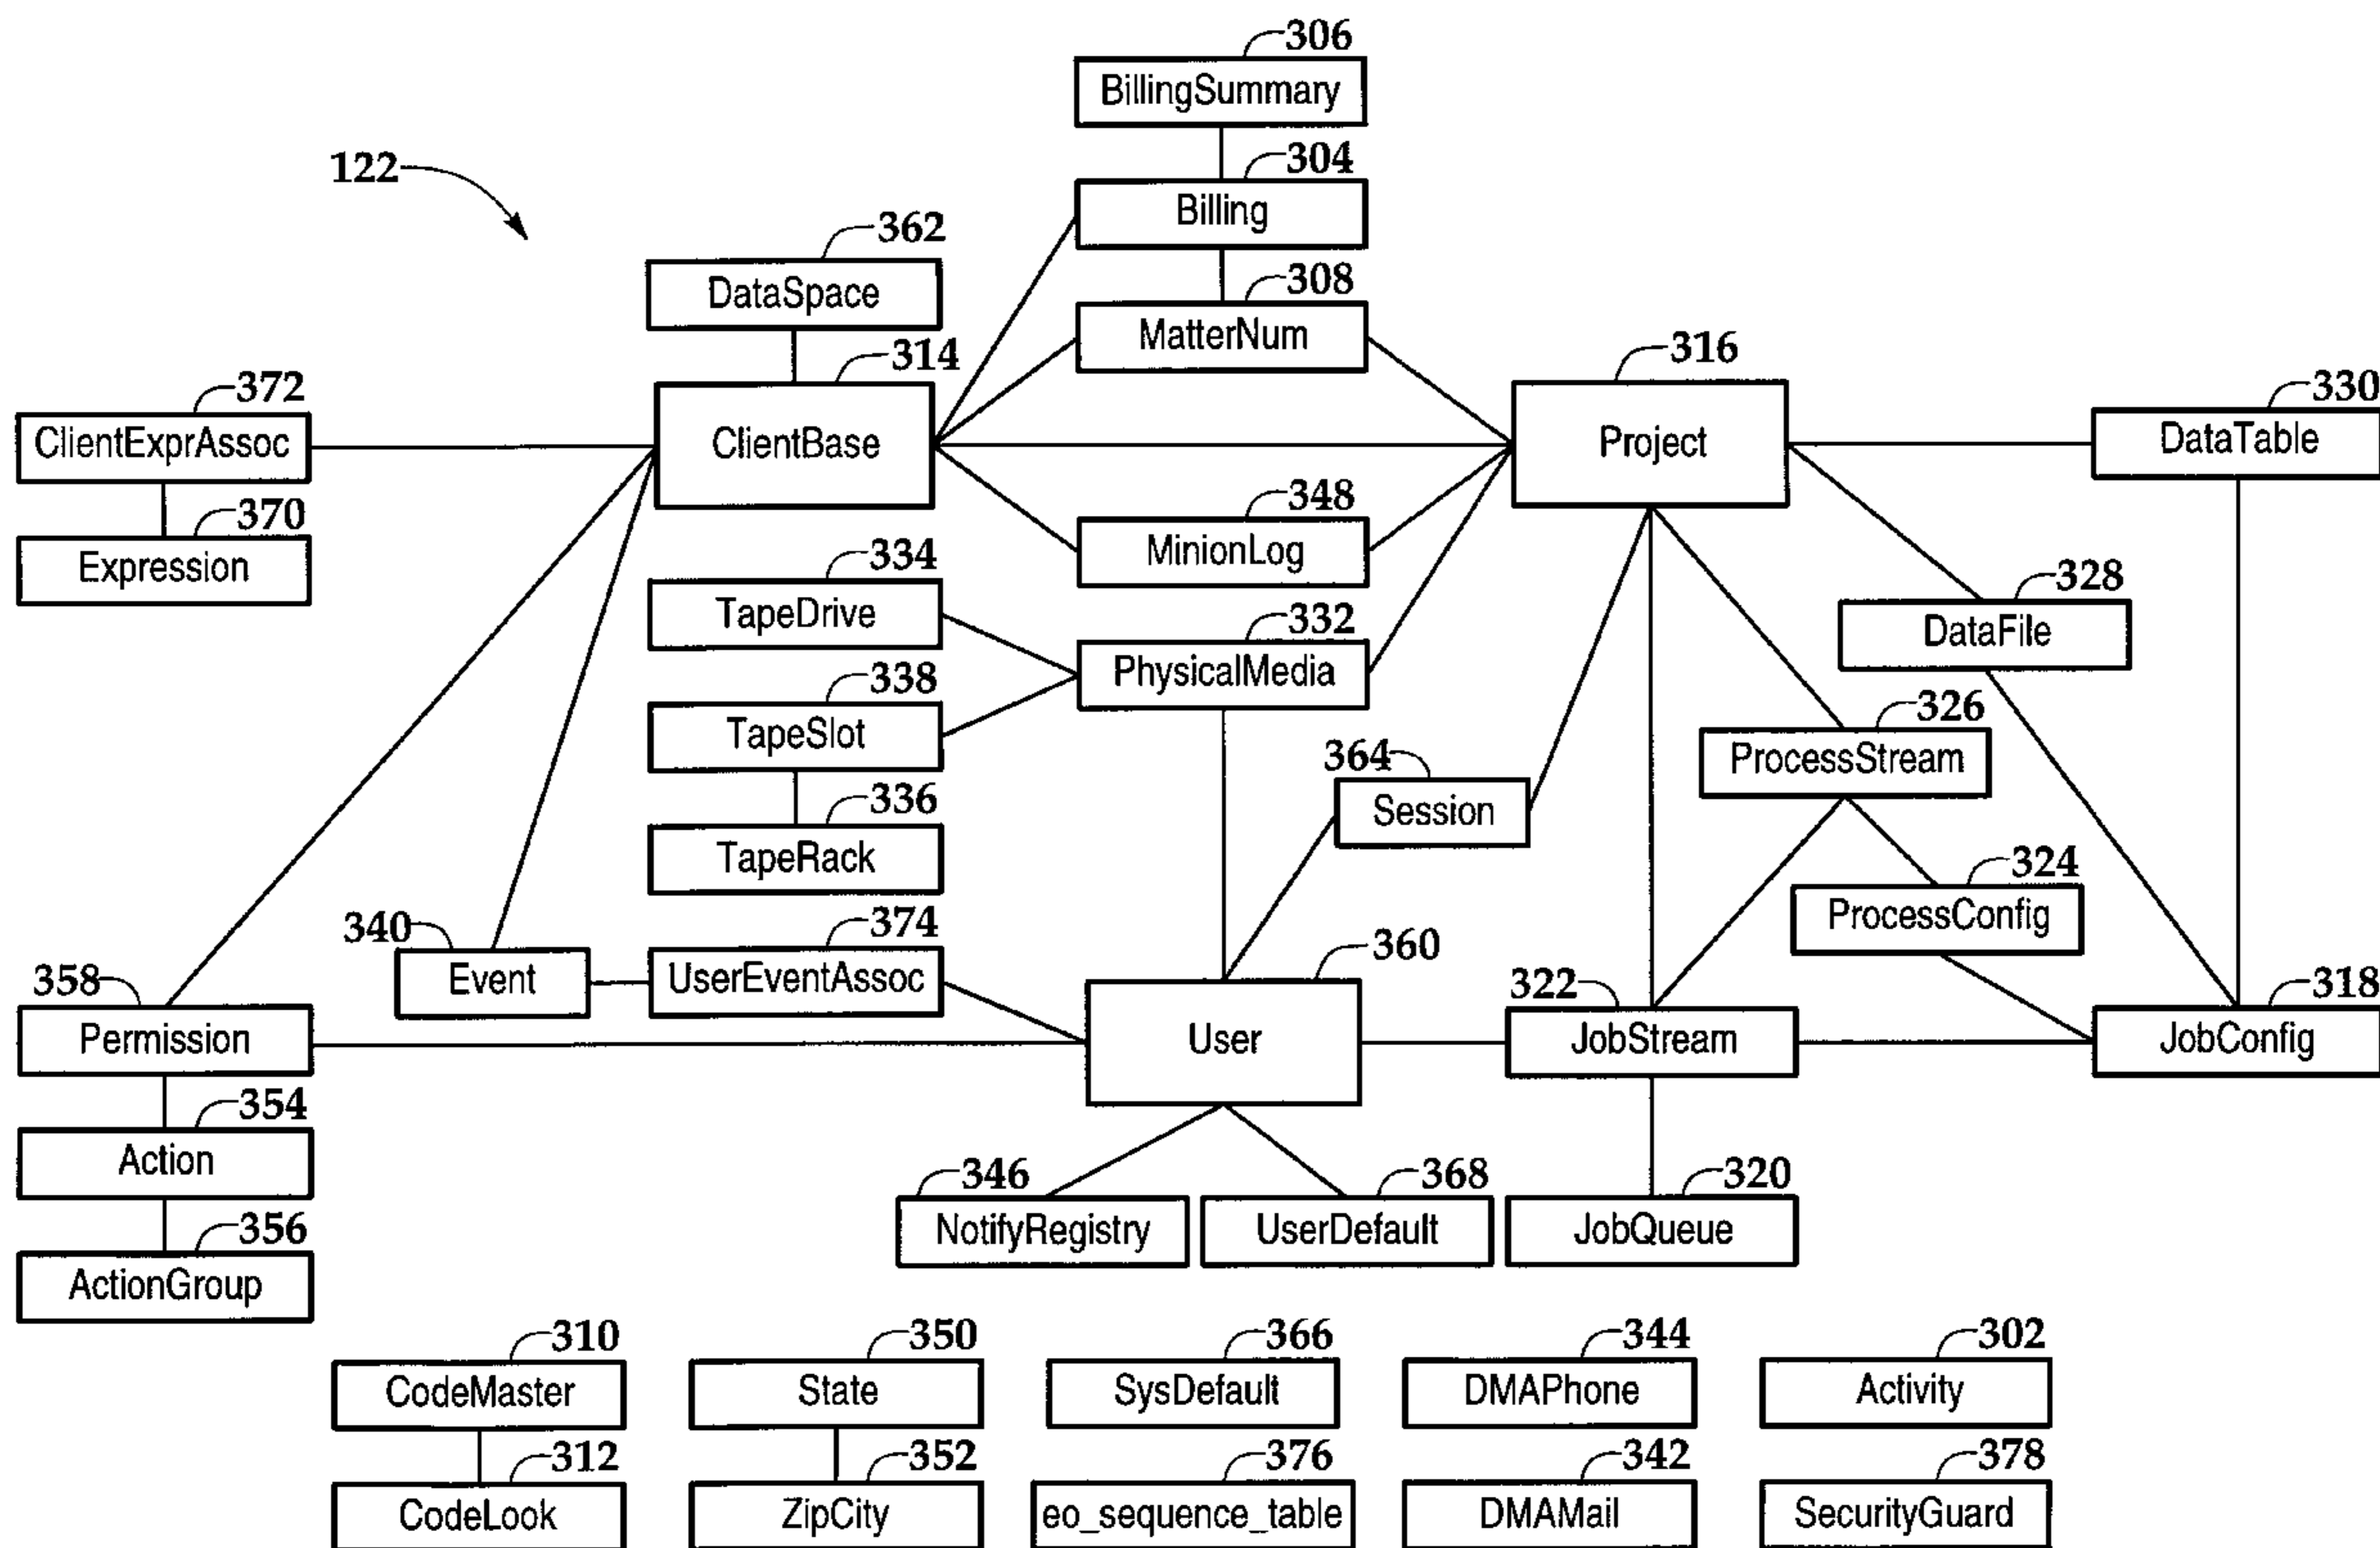 306
BillingSummary
122
304
Billing
362
DataSpace
308
MatterNum
314
ClientBase
316
Project
330
DataTable
372
ClientExprAssoc
370
Expression
348
MinionLog
334
TapeDrive
332
PhysicalMedia
328
DataFile
338
TapeSlot
326
ProcessStream
364
Session
336
TapeRack
324
ProcessConfig
340
Event
374
UserEventAssoc
360
User
358
Permission
322
JobStream
318
JobConfig
354
Action
346
NotifyRegistry
368
UserDefault
320
JobQueue
356
ActionGroup
310
CodeMaster
350
State
366
SysDefault
344
DMAPhone
302
Activity
312
CodeLook
352
ZipCity
376
eo_sequence_table
342
DMAMail
378
SecurityGuard